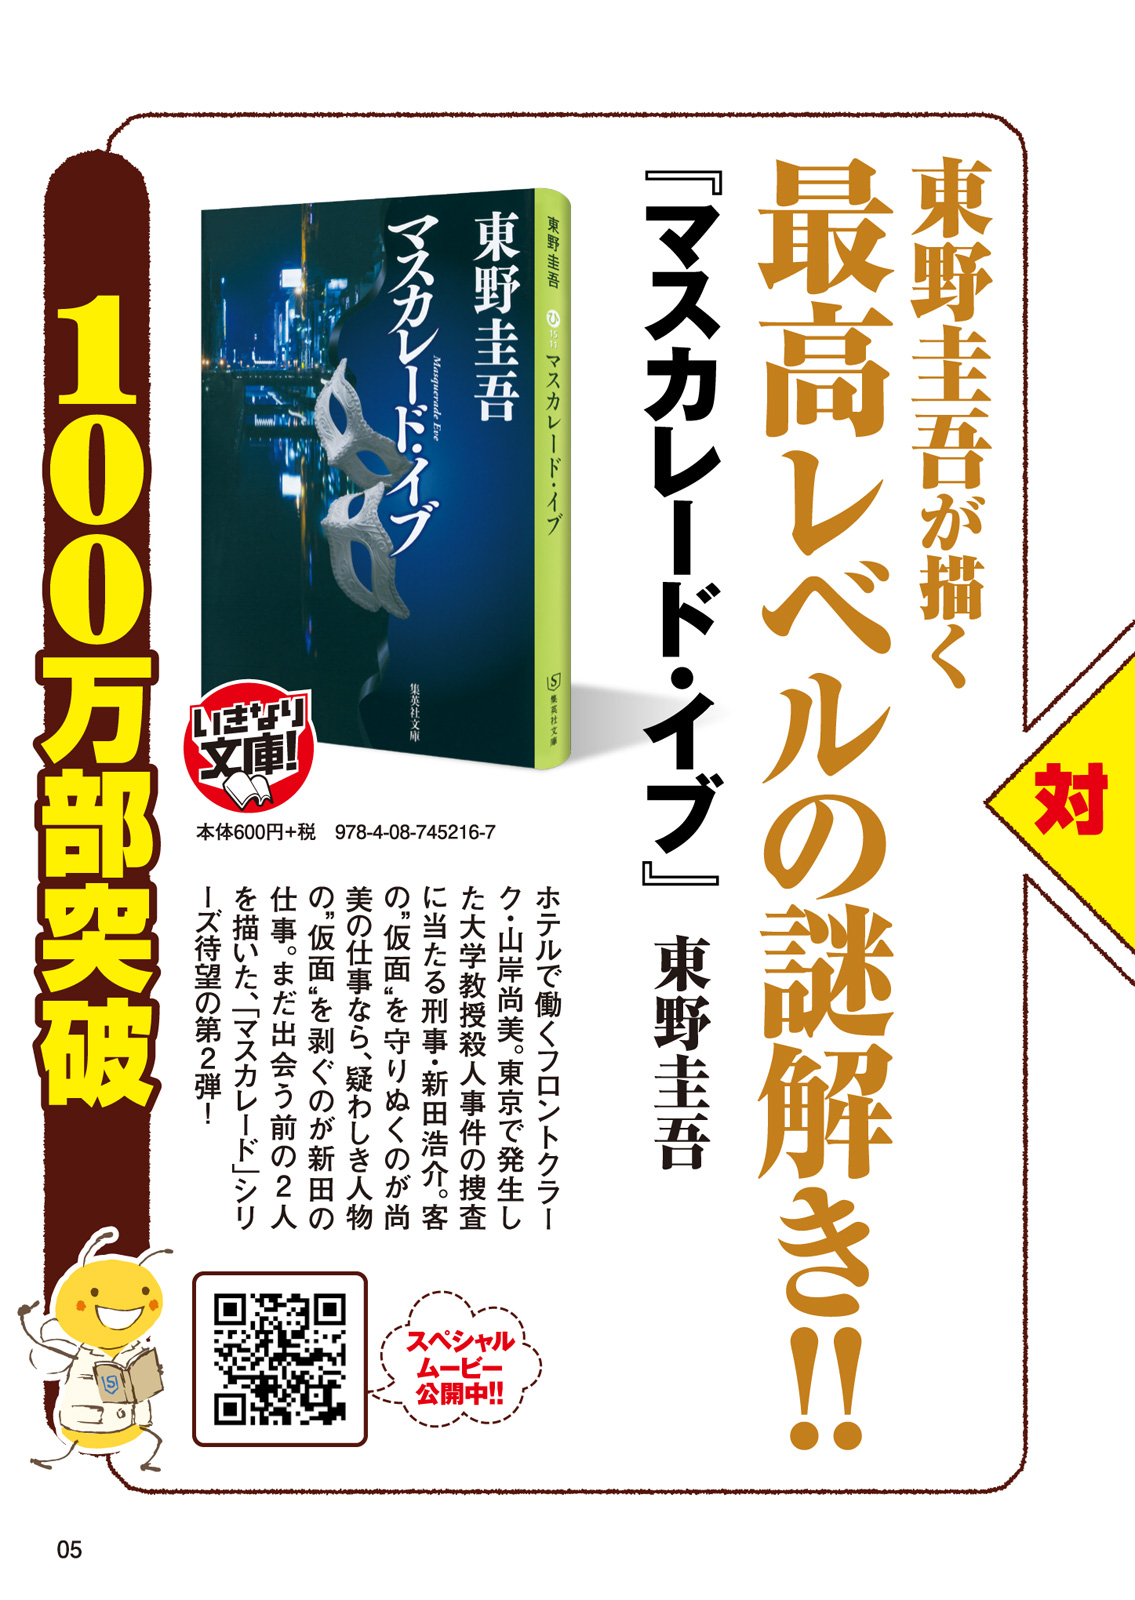 対
東野圭吾が描く
最高レベルの謎解き!!
『マスカレード・イブ』 東野圭吾
東野圭吾
マスカレード・イブ
Masquerade Eve
集英社文庫
東野圭吾 ひ 15 11 マスカレード・イブ
S
集英社文庫
いきなり
文庫!
本体600円+税 978-4-08-745216-7
ホテルで働くフロントクラー
ク・山岸尚美。東京で発生し
た大学教授殺人事件の捜査
に当たる刑事・新田浩介。客
の〝仮面〟を守りぬくのが尚
美の仕事なら、疑わしき人物
の〝仮面〟を剥ぐのが新田の
仕事。まだ出会う前の2人
を描いた、「マスカレード」シリ
ーズ待望の第2弾!
スペシャル
ムービー
公開中!!
100万部突破
S
05